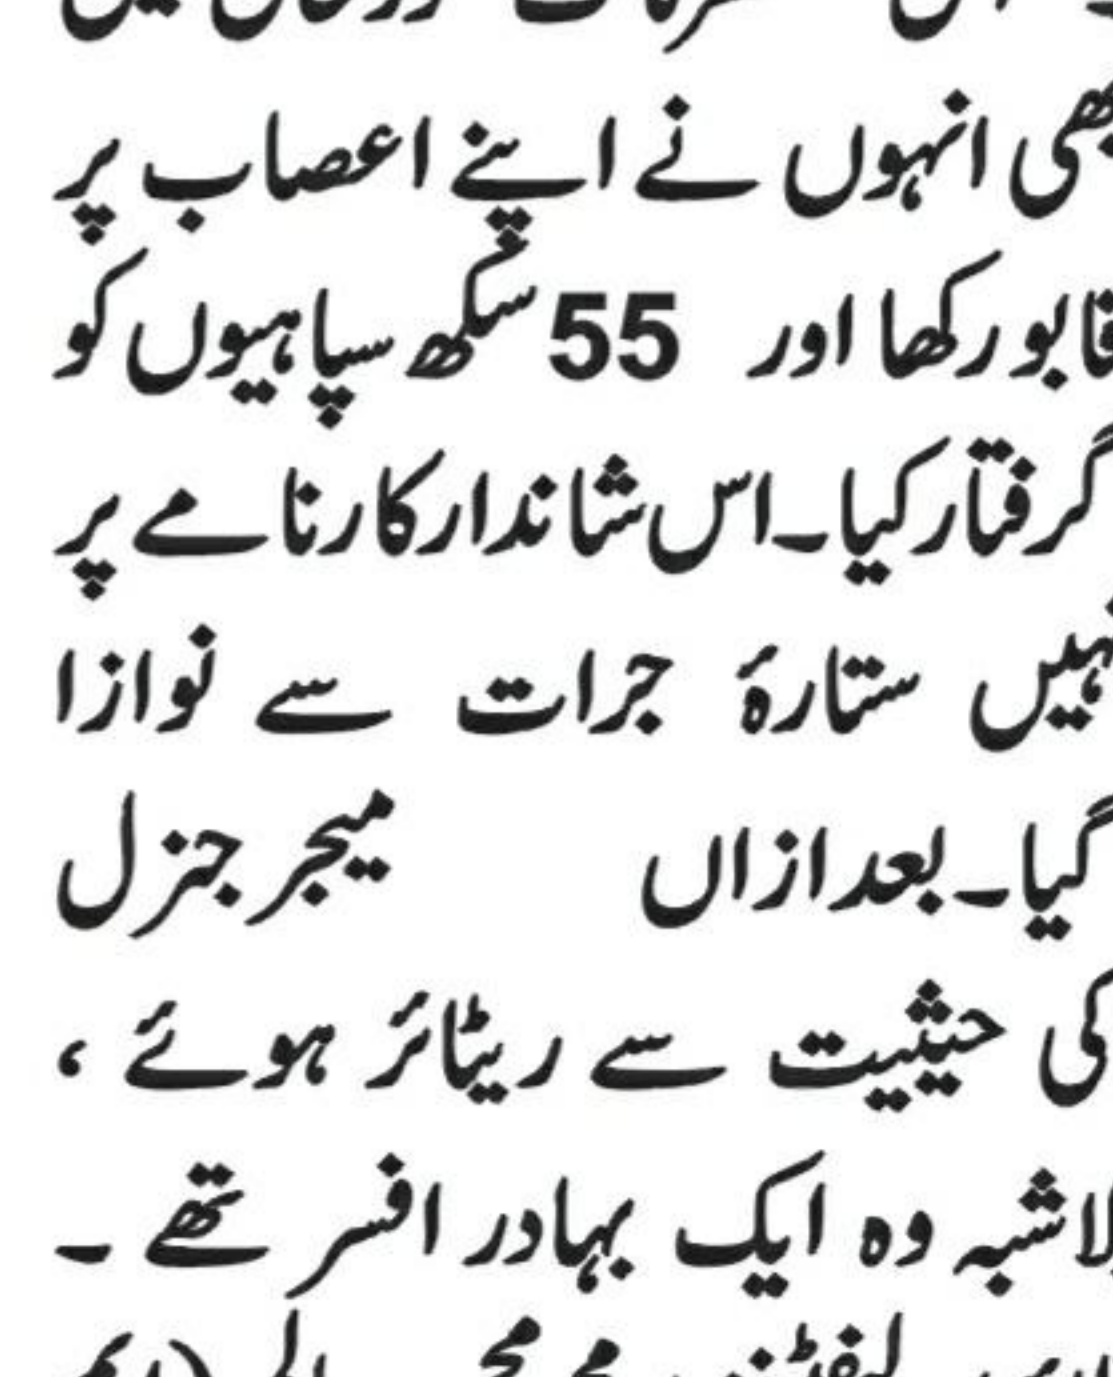 بھی انہوں نے اپنے اعصاب پر
قابو رکھا اور 55 سکھ سپاہیوں کو
گرفتار کیا۔ اس شاندار کارنامے پر
نہیں ستارۂ جرات سے نوازا
گیا۔ بعدازاں میجر جنرل
کی حیثیت سے ریٹائر ہوئے ،
بلاشبہ وہ ایک بہادر افسر تھے ۔